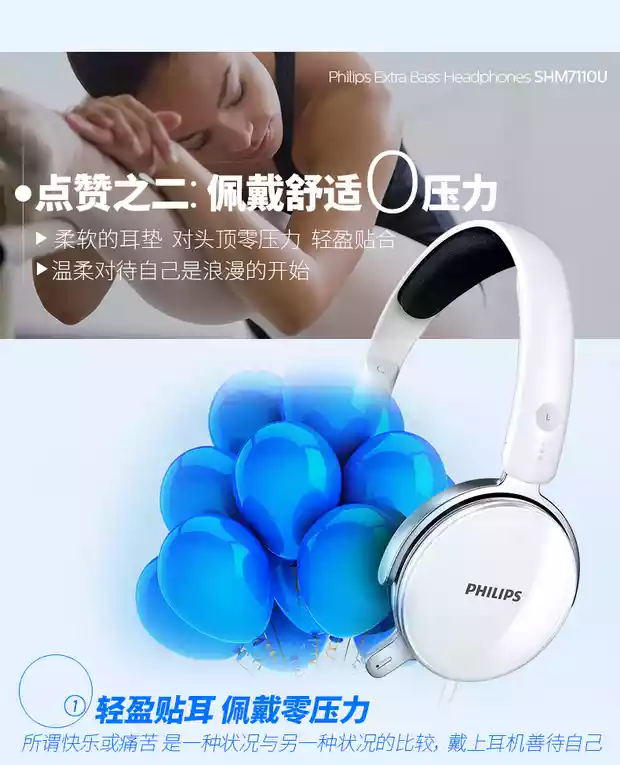 Philips Extra Bass Headphones SHM7110U
点赞之二: 佩戴舒适0压力
柔软的耳垫 对头顶零压力 轻盈贴合
温柔对待自己是浪漫的开始
L
PHILIPS
1 轻盈贴耳 佩戴零压力
所谓快乐或痛苦 是一种状况与另一种状况的比较, 戴上耳机善待自己